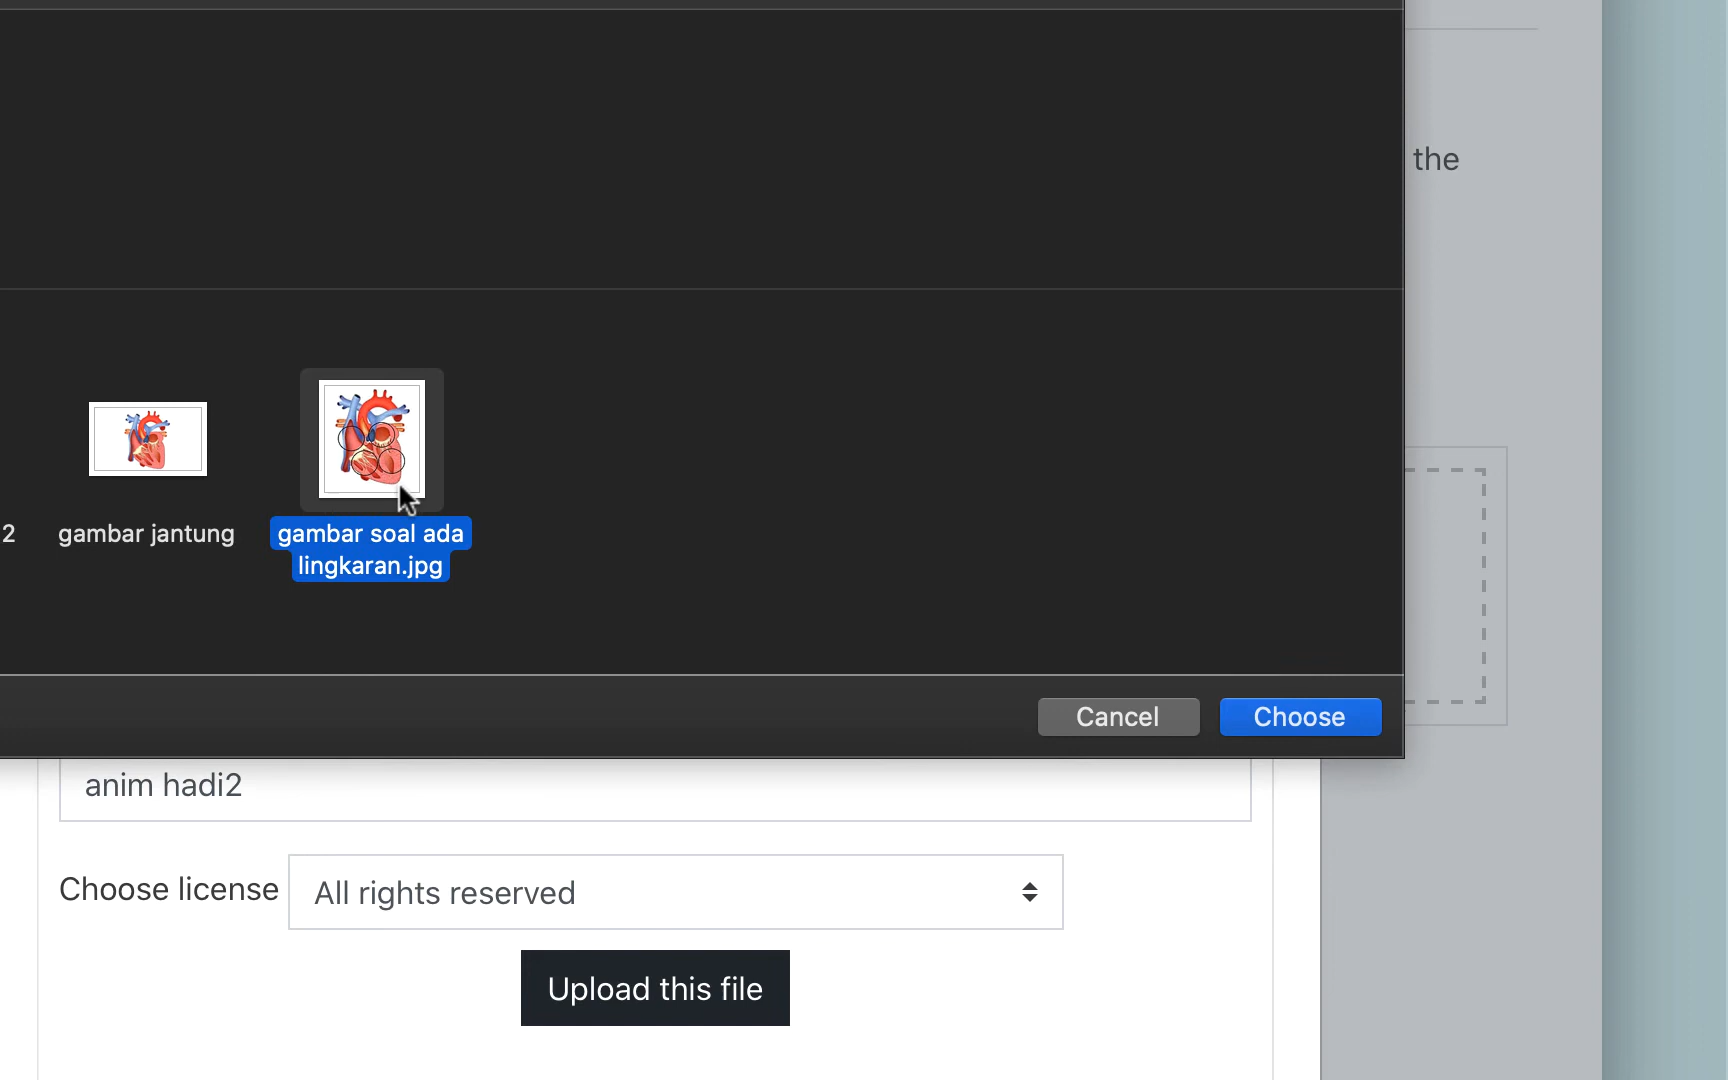 the
2
gambar jantung
gambar soal ada
lingkaran.jpg
Cancel
Choose
anim hadi2
Choose license
All rights reserved
Upload this file